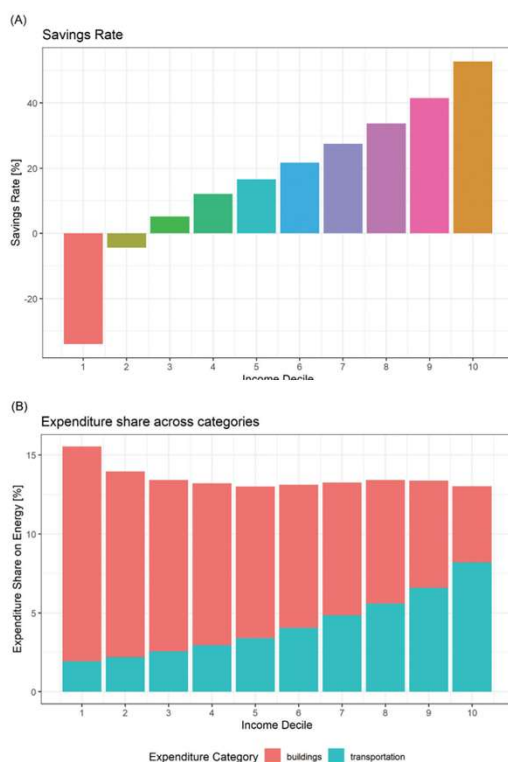 (A)
Savings Rate
Savings Rate [%]
40
20
0
-20
1 2 3 4 5 6 7 8 9 10
Income Decile
(B)
Expenditure share across categories
Expenditure Share on Energy [%]
15
10
5
0
1 2 3 4 5 6 7 8 9 10
Income Decile
Expenditure Category buildings transportation